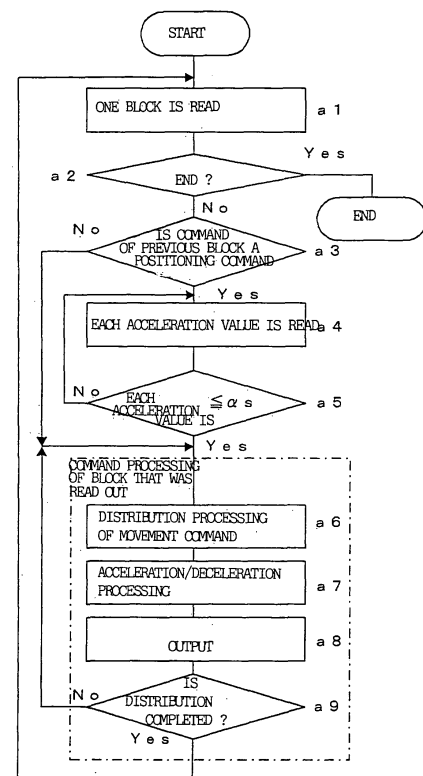 START
ONE BLOCK IS READ
a 1
Yes
a 2
END ?
No
END
No
IS COMMAND
OF PREVIOUS BLOCK A
POSITIONING COMMAND
a 3
Yes
EACH ACCELERATION VALUE IS READ
a 4
No
EACH
ACCELERATION
VALUE IS
≦ α s
a 5
Yes
COMMAND PROCESSING
OF BLOCK THAT WAS
READ OUT
DISTRIBUTION PROCESSING
OF MOVEMENT COMMAND
a 6
ACCELERATION/DECELERATION
PROCESSING
a 7
OUTPUT
a 8
No
IS
DISTRIBUTION
COMPLETED ?
a 9
Yes